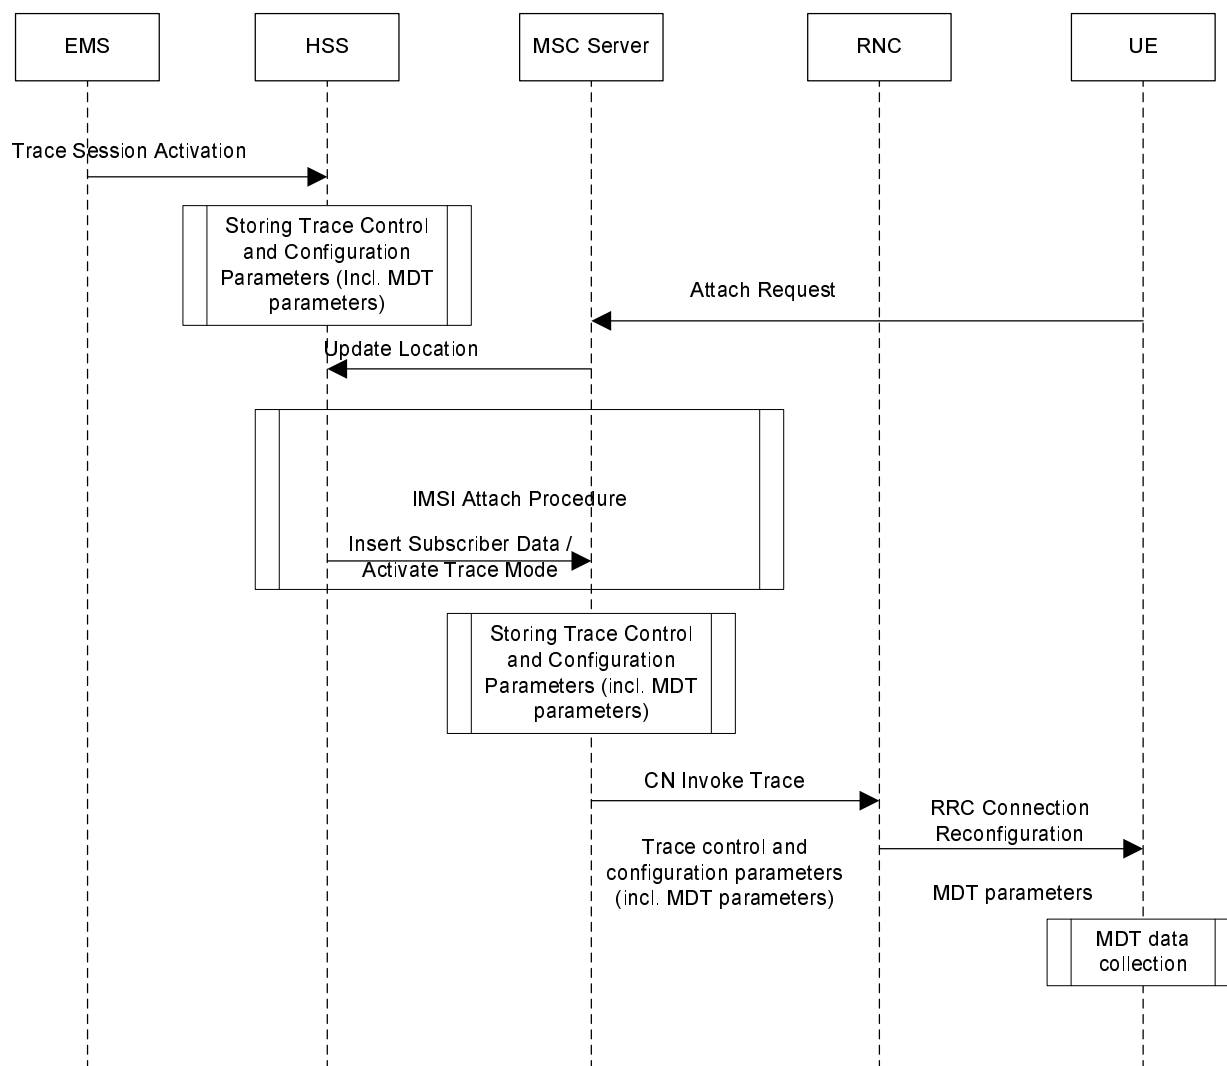 EMS
HSS
MSC Server
RNC
UE
Trace Session Activation
Storing Trace Control
and Configuration
Parameters (Incl. MDT
parameters)
Attach Request
Update Location
IMSI Attach Procedure
Insert Subscriber Data /
Activate Trace Mode
Storing Trace Control
and Configuration
Parameters (incl. MDT
parameters)
CN Invoke Trace
RRC Connection
Reconfiguration
Trace control and
configuration parameters
(incl. MDT parameters)
MDT parameters
MDT data
collection